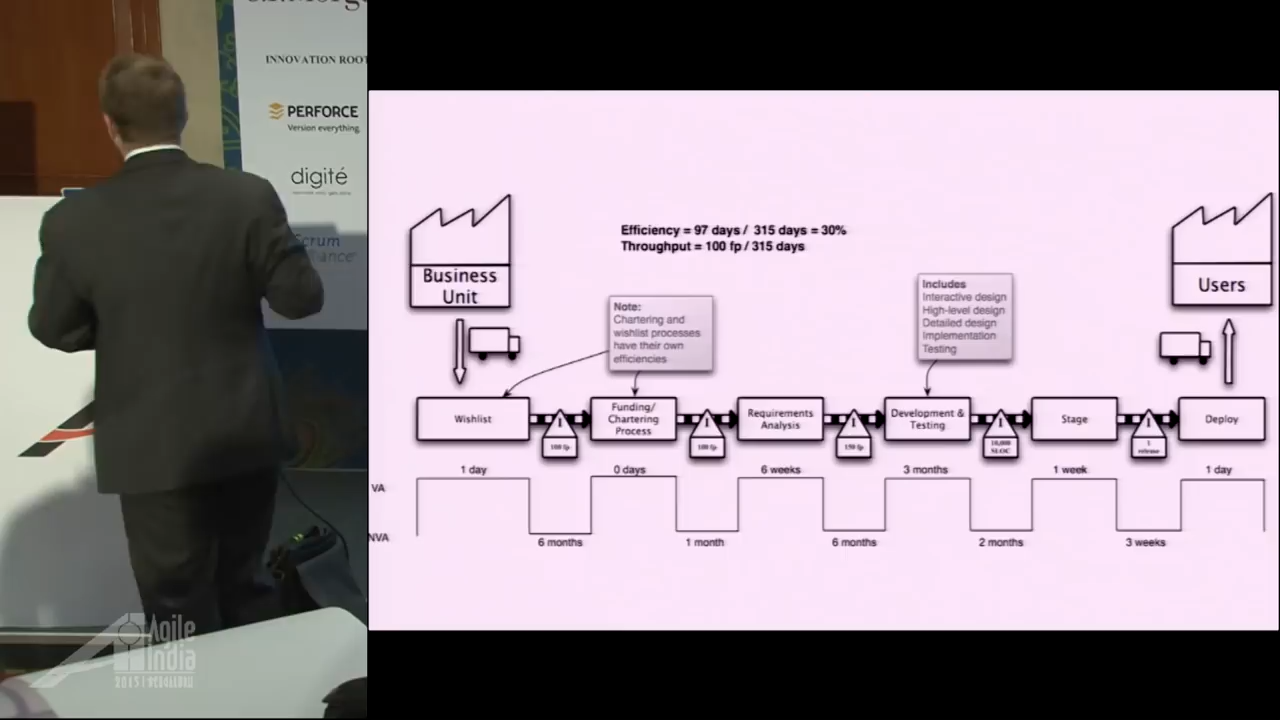 INNOVATION ROOT
PERFORCE
Version everything.
digité
Scrum
Agile
India
Efficiency = 97 days / 315 days = 30%
Throughput = 100 fp / 315 days
Business
Unit
Users
Note:
Chartering and
wishlist processes
have their own
efficiencies
Includes
Interactive design
High-level design
Detailed design
Implementation
Testing
Wishlist
I
100 fp
Funding/
Chartering
Process
I
100 fp
Requirements
Analysis
I
150 fp
Development &
Testing
I
10,000
SLOC
Stage
I
1
release
Deploy
1 day
0 days
6 weeks
3 months
1 week
1 day
VA
NVA
6 months
1 month
6 months
2 months
3 weeks